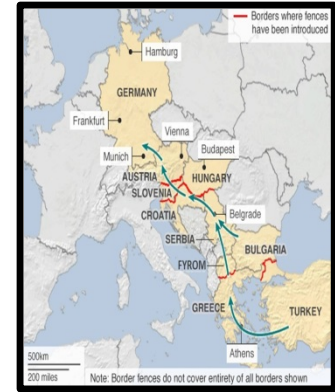 Borders where fences
have been introduced
Hamburg
GERMANY
Frankfurt
Vienna
Munich
Budapest
AUSTRIA
HUNGARY
SLOVENIA
CROATIA
Belgrade
SERBIA
BULGARIA
FYROM
GREECE
TURKEY
Athens
500km
200 miles
Note: Border fences do not cover entirety of all borders shown